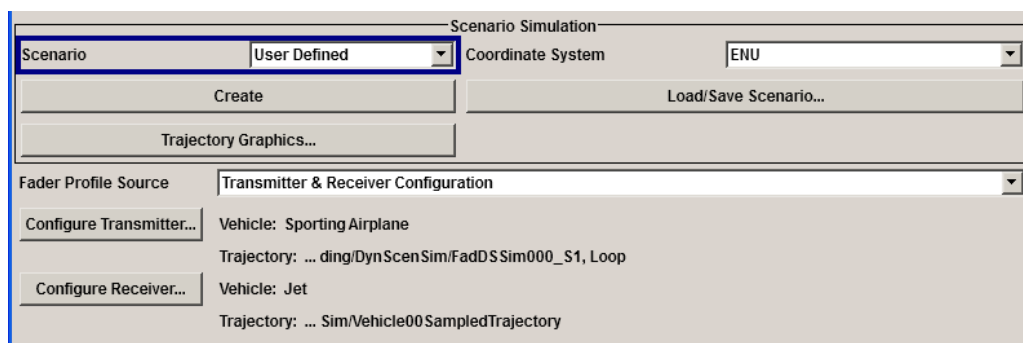 Scenario Simulation
Scenario User Defined Coordinate System ENU
Create Load/Save Scenario...
Trajectory Graphics...
Fader Profile Source Transmitter & Receiver Configuration
Configure Transmitter... Vehicle: Sporting Airplane
Trajectory: ... ding/DynScenSim/FadDSSim000_S1, Loop
Configure Receiver... Vehicle: Jet
Trajectory: ... Sim/Vehicle00SampledTrajectory